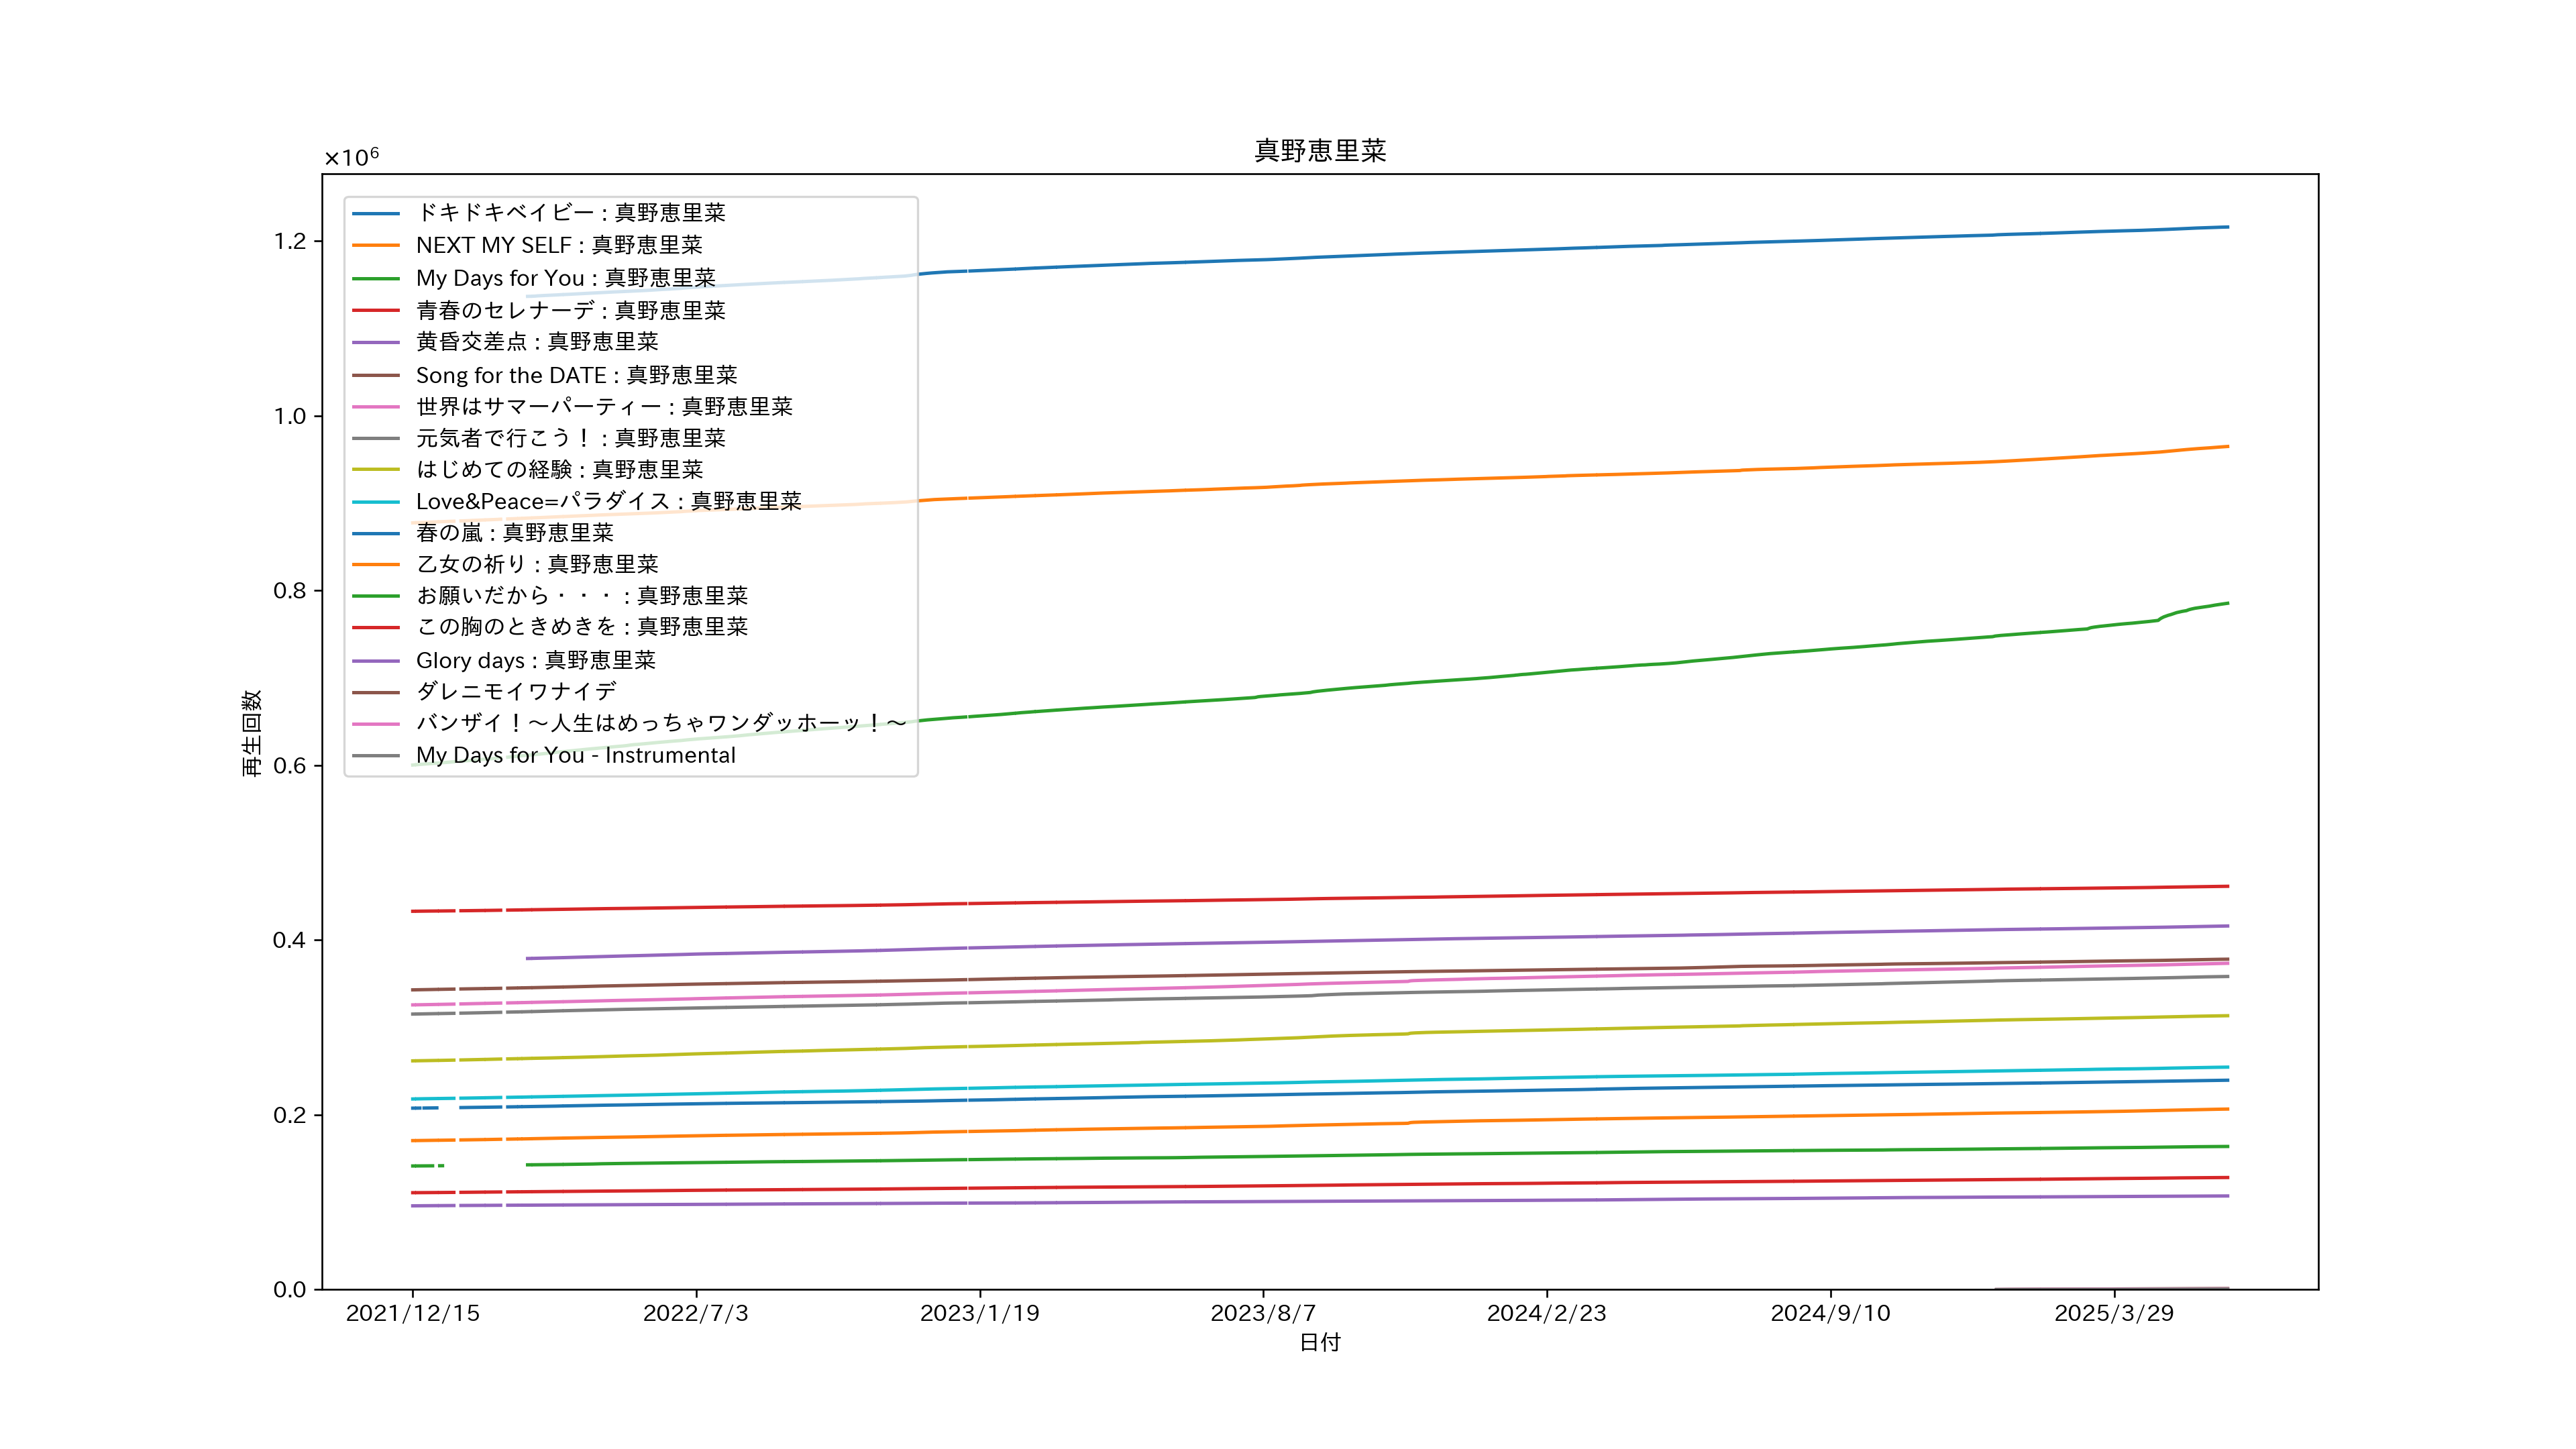 真野恵里菜
×10⁶
1.2
1.0
0.8
0.6
0.4
0.2
0.0
再生回数
ドキドキベイビー : 真野恵里菜
NEXT MY SELF : 真野恵里菜
My Days for You : 真野恵里菜
青春のセレナーデ : 真野恵里菜
黄昏交差点 : 真野恵里菜
Song for the DATE : 真野恵里菜
世界はサマーパーティー : 真野恵里菜
元気者で行こう！ : 真野恵里菜
はじめての経験 : 真野恵里菜
Love&Peace=パラダイス : 真野恵里菜
春の嵐 : 真野恵里菜
乙女の祈り : 真野恵里菜
お願いだから・・・ : 真野恵里菜
この胸のときめきを : 真野恵里菜
Glory days : 真野恵里菜
ダレニモイワナイデ
バンザイ！～人生はめっちゃワンダッホーッ！～
My Days for You - Instrumental
2021/12/15
2022/7/3
2023/1/19
2023/8/7
2024/2/23
2024/9/10
2025/3/29
日付